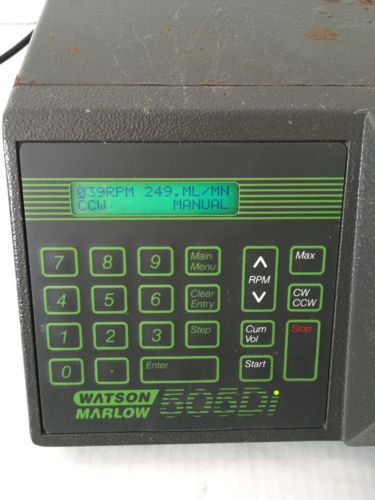 039RPM 249.ML/MN
CCW MANUAL
7 8 9 Main Menu
RPM
Max
4 5 6 Clear Entry
CW CCW
1 2 3 Step
Cum Vol
Stop
0 . Enter
Start
WATSON MARLOW 505Di